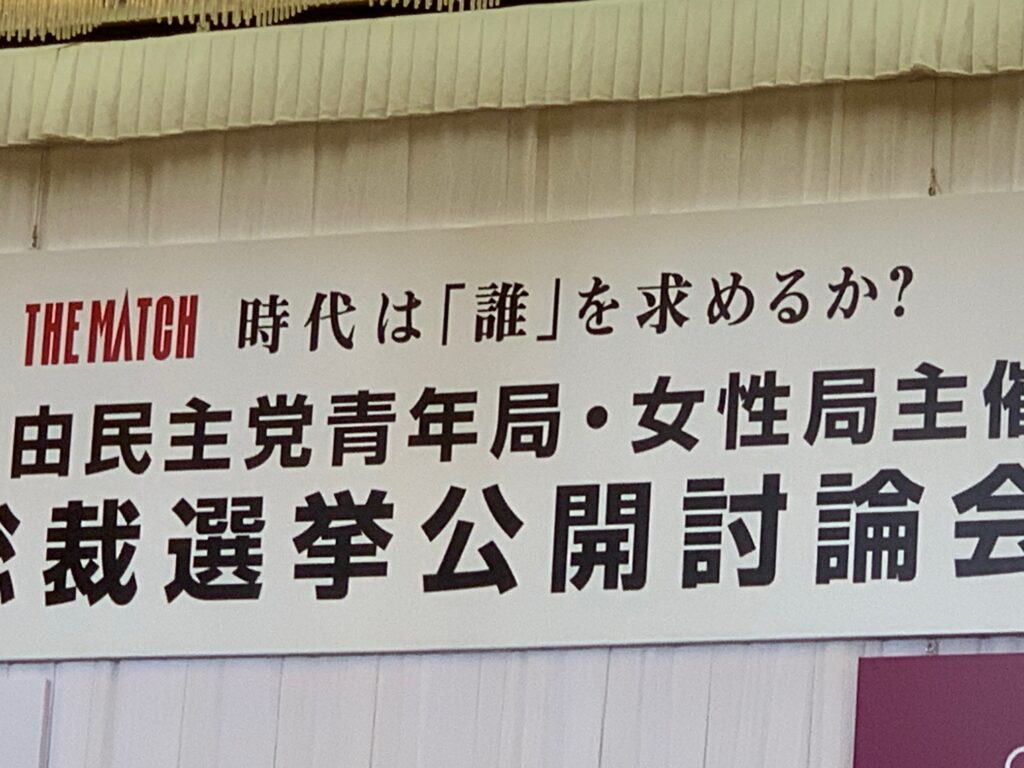 THE MATCH 時代は「誰」を求めるか?
由民主党青年局・女性局主催
総裁選挙公開討論会